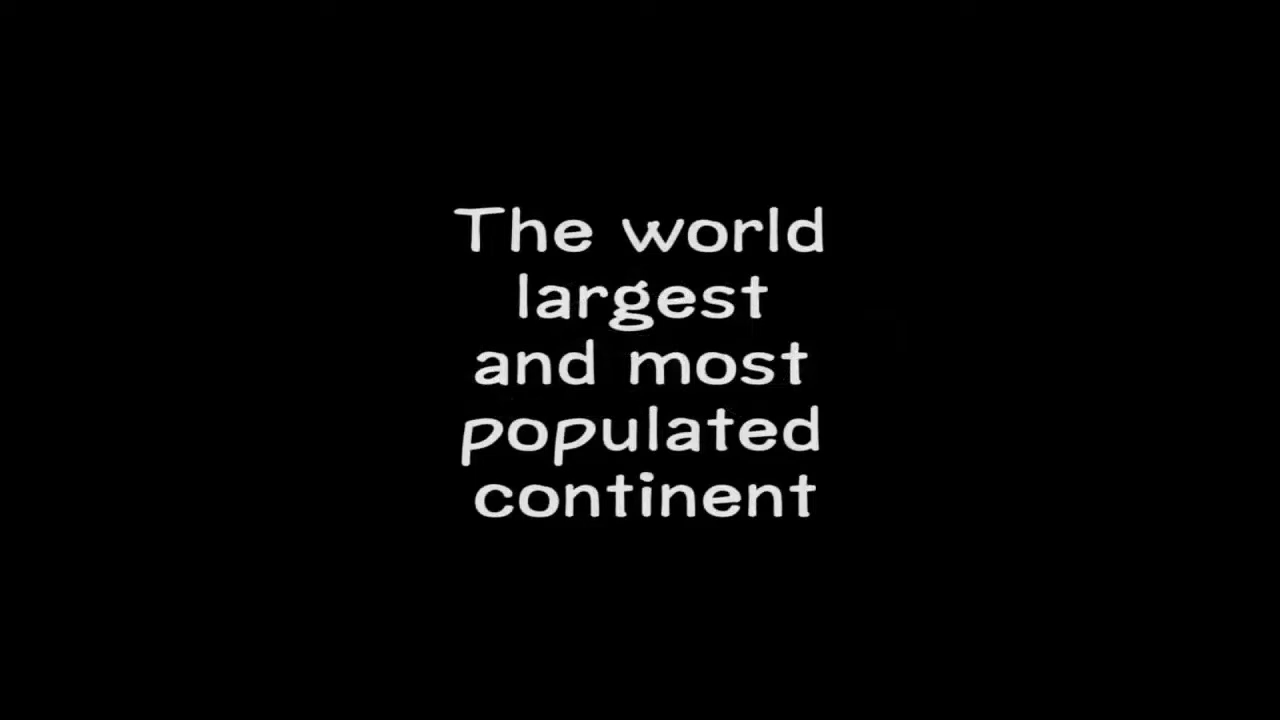 The world
largest
and most
populated
continent